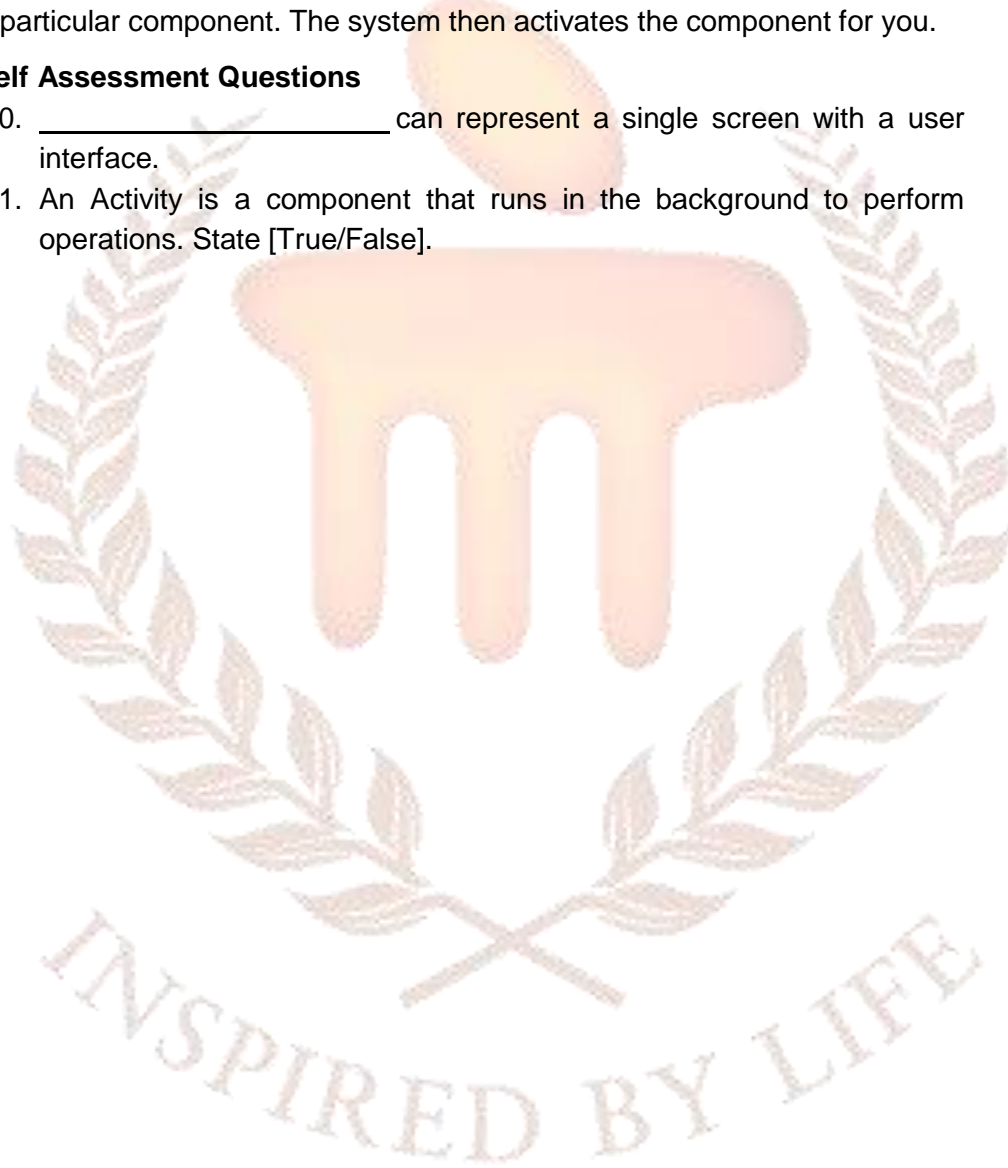 particular component. The system then activates the component for you.
elf Assessment Questions
0. can represent a single screen with a user
interface.
1. An Activity is a component that runs in the background to perform
operations. State [True/False].
INSPIRED BY LIFE